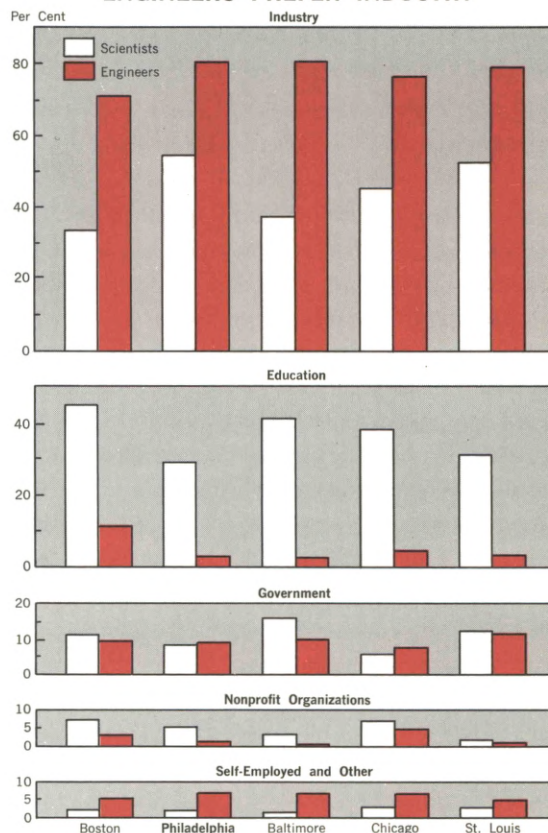 ENGINEERS PREFER INDUSTRY
Per Cent
Industry
Scientists
Engineers
80
60
40
20
0
Education
40
20
0
Government
20
10
0
Nonprofit Organizations
10
5
0
Self-Employed and Other
10
5
0
Boston Philadelphia Baltimore Chicago St. Louis